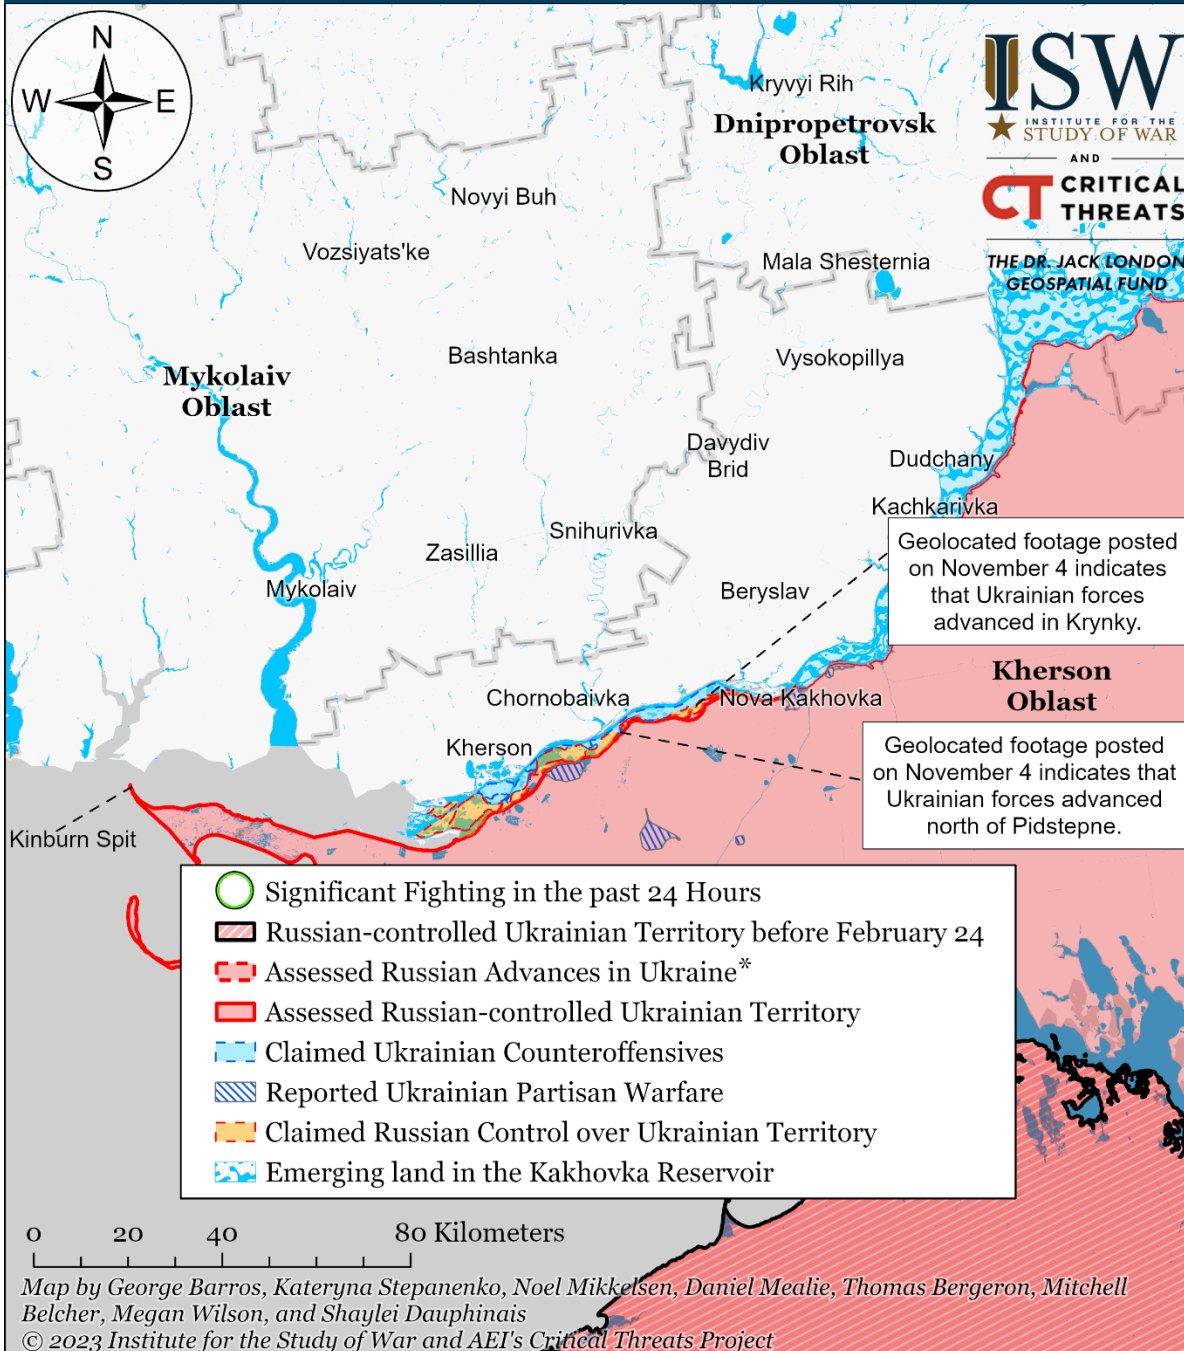 N
W
E
S
ISW
INSTITUTE FOR THE
STUDY OF WAR
AND
CT CRITICAL
THREATS
THE DR. JACK LONDON
GEOSPATIAL FUND
Kryvyi Rih
Dnipropetrovsk
Oblast
Novyi Buh
Vozsiyats'ke
Mala Shesternia
Bashtanka
Vysokopillya
Mykolaiv
Oblast
Davydiv
Brid
Dudchany
Kachkarivka
Snihurivka
Zasillia
Mykolaiv
Beryslav
Geolocated footage posted
on November 4 indicates
that Ukrainian forces
advanced in Krynky.
Kherson
Oblast
Chornobaivka
Nova Kakhovka
Kherson
Geolocated footage posted
on November 4 indicates that
Ukrainian forces advanced
north of Pidstepne.
Kinburn Spit
Significant Fighting in the past 24 Hours
Russian-controlled Ukrainian Territory before February 24
Assessed Russian Advances in Ukraine*
Assessed Russian-controlled Ukrainian Territory
Claimed Ukrainian Counteroffensives
Reported Ukrainian Partisan Warfare
Claimed Russian Control over Ukrainian Territory
Emerging land in the Kakhovka Reservoir
0 20 40 80 Kilometers
Map by George Barros, Kateryna Stepanenko, Noel Mikkelsen, Daniel Mealie, Thomas Bergeron, Mitchell
Belcher, Megan Wilson, and Shaylei Dauphinais
© 2023 Institute for the Study of War and AEI's Critical Threats Project